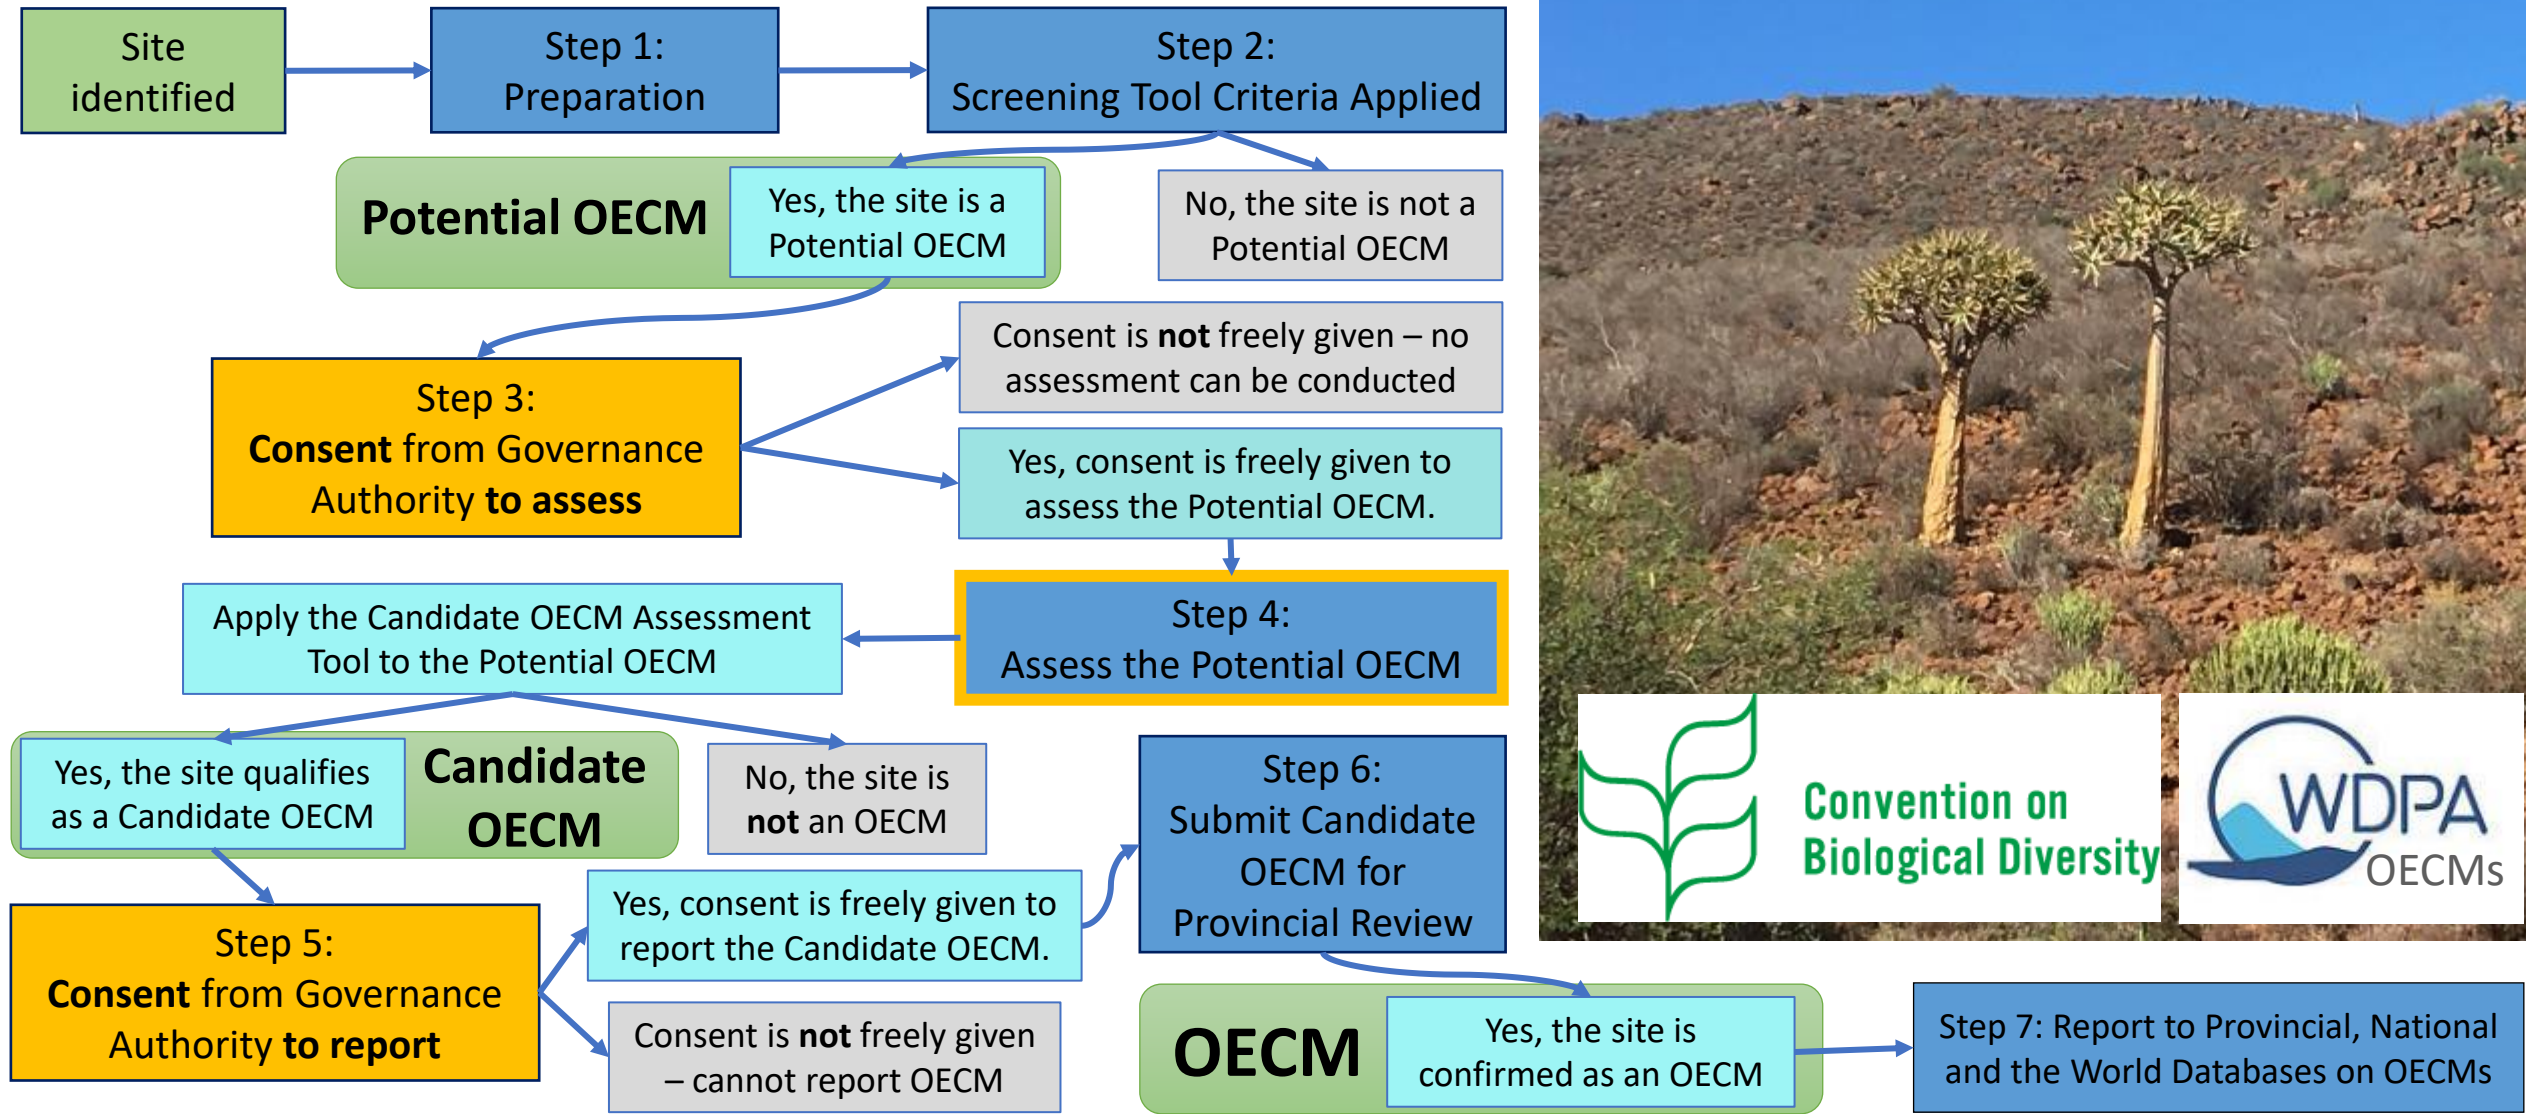 Site
identified
Step 1:
Preparation
Step 2:
Screening Tool Criteria Applied
Potential OECM
Yes, the site is a
Potential OECM
No, the site is not a
Potential OECM
Step 3:
Consent from Governance
Authority to assess
Consent is not freely given – no
assessment can be conducted
Yes, consent is freely given to
assess the Potential OECM.
Step 4:
Assess the Potential OECM
Apply the Candidate OECM Assessment
Tool to the Potential OECM
Yes, the site qualifies
as a Candidate OECM
Candidate
OECM
No, the site is
not an OECM
Step 5:
Consent from Governance
Authority to report
Yes, consent is freely given to
report the Candidate OECM.
Consent is not freely given
– cannot report OECM
Step 6:
Submit Candidate
OECM for
Provincial Review
OECM
Yes, the site is
confirmed as an OECM
Step 7: Report to Provincial, National
and the World Databases on OECMs
Convention on
Biological Diversity
WDPA
OECMs